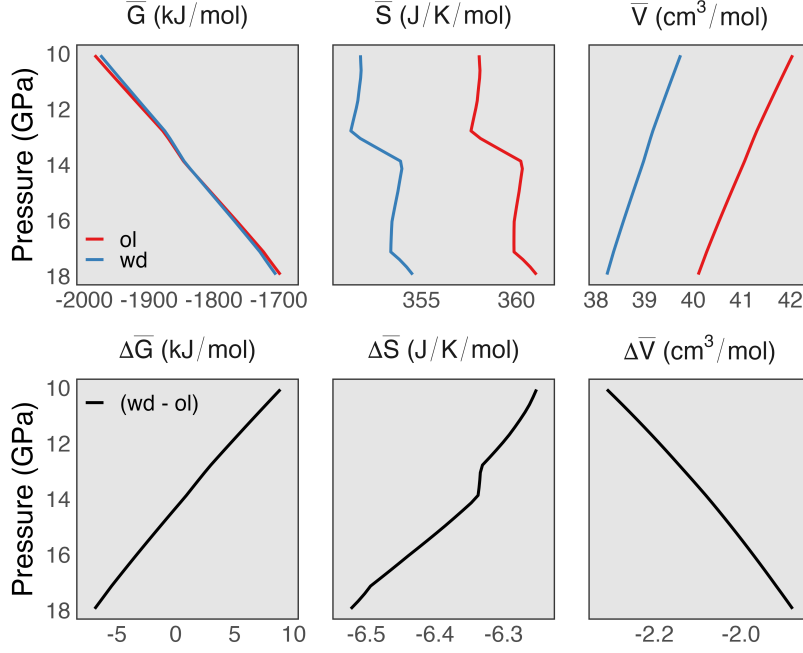 G̅ (kJ/mol)
S̅ (J/K/mol)
V̅ (cm³/mol)
Pressure (GPa)
10
12
14
16
18
ol
wd
-2000 -1900 -1800 -1700
355 360
38 39 40 41 42
ΔG̅ (kJ/mol)
ΔS̅ (J/K/mol)
ΔV̅ (cm³/mol)
Pressure (GPa)
10
12
14
16
18
(wd - ol)
-5 0 5 10
-6.5 -6.4 -6.3
-2.2 -2.0